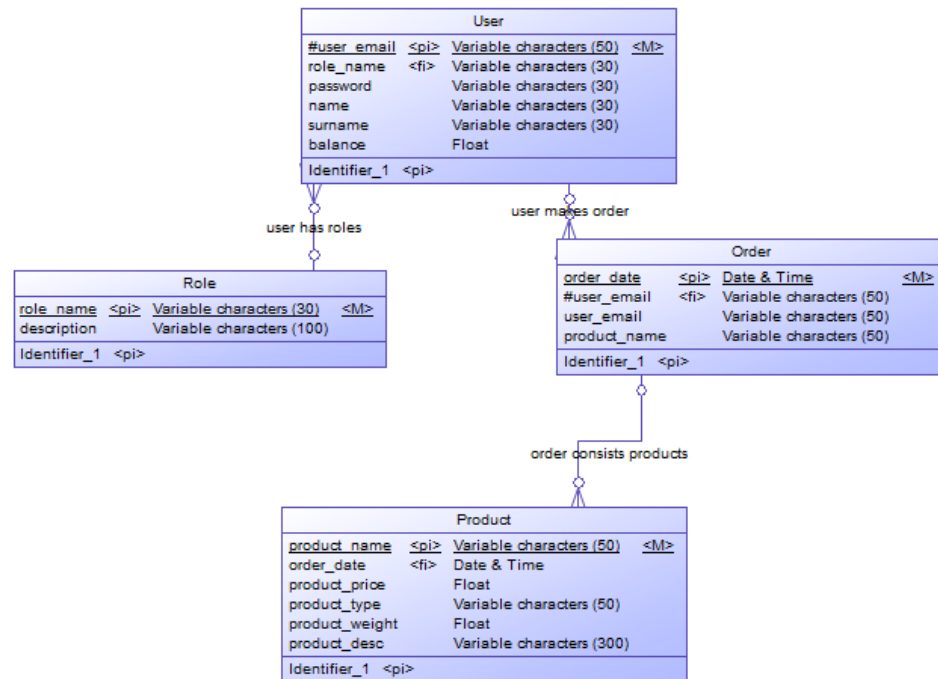 User
#user_email <pi> Variable characters (50) <M>
role_name <fi> Variable characters (30)
password Variable characters (30)
name Variable characters (30)
surname Variable characters (30)
balance Float
Identifier_1 <pi>
user has roles
user makes order
Role
role_name <pi> Variable characters (30) <M>
description Variable characters (100)
Identifier_1 <pi>
Order
order_date <pi> Date & Time <M>
#user_email <fi> Variable characters (50)
user_email Variable characters (50)
product_name Variable characters (50)
Identifier_1 <pi>
order consists products
Product
product_name <pi> Variable characters (50) <M>
order_date <fi> Date & Time
product_price Float
product_type Variable characters (50)
product_weight Float
product_desc Variable characters (300)
Identifier_1 <pi>